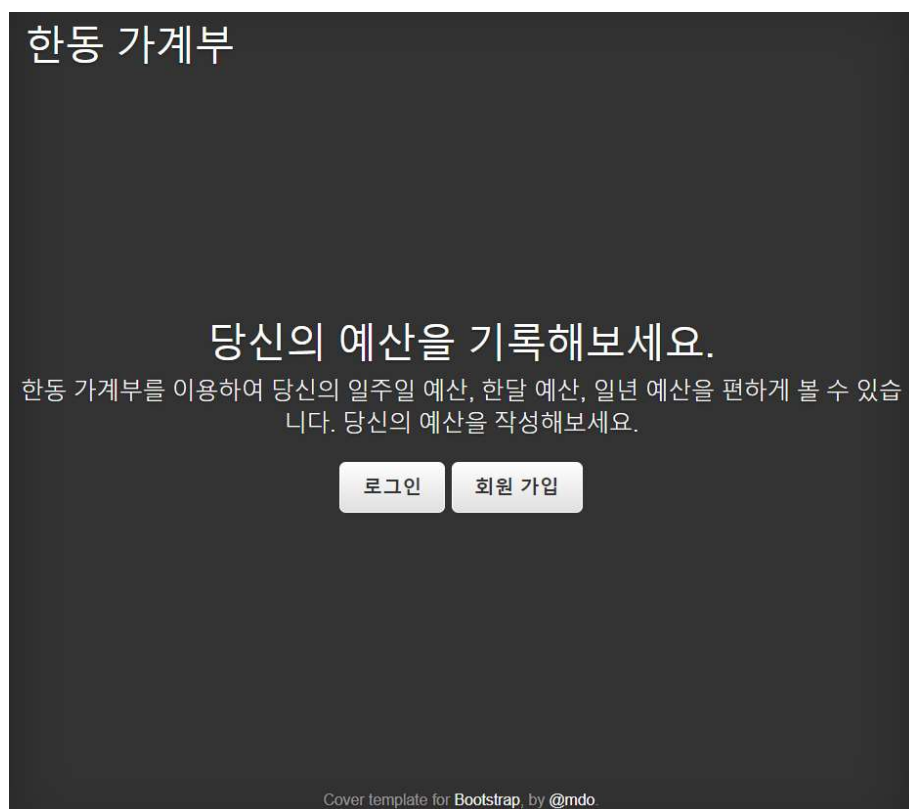 한동 가계부
당신의 예산을 기록해보세요.
한동 가계부를 이용하여 당신의 일주일 예산, 한달 예산, 일년 예산을 편하게 볼 수 있습
니다. 당신의 예산을 작성해보세요.
로그인 회원 가입
Cover template for Bootstrap, by @mdo.